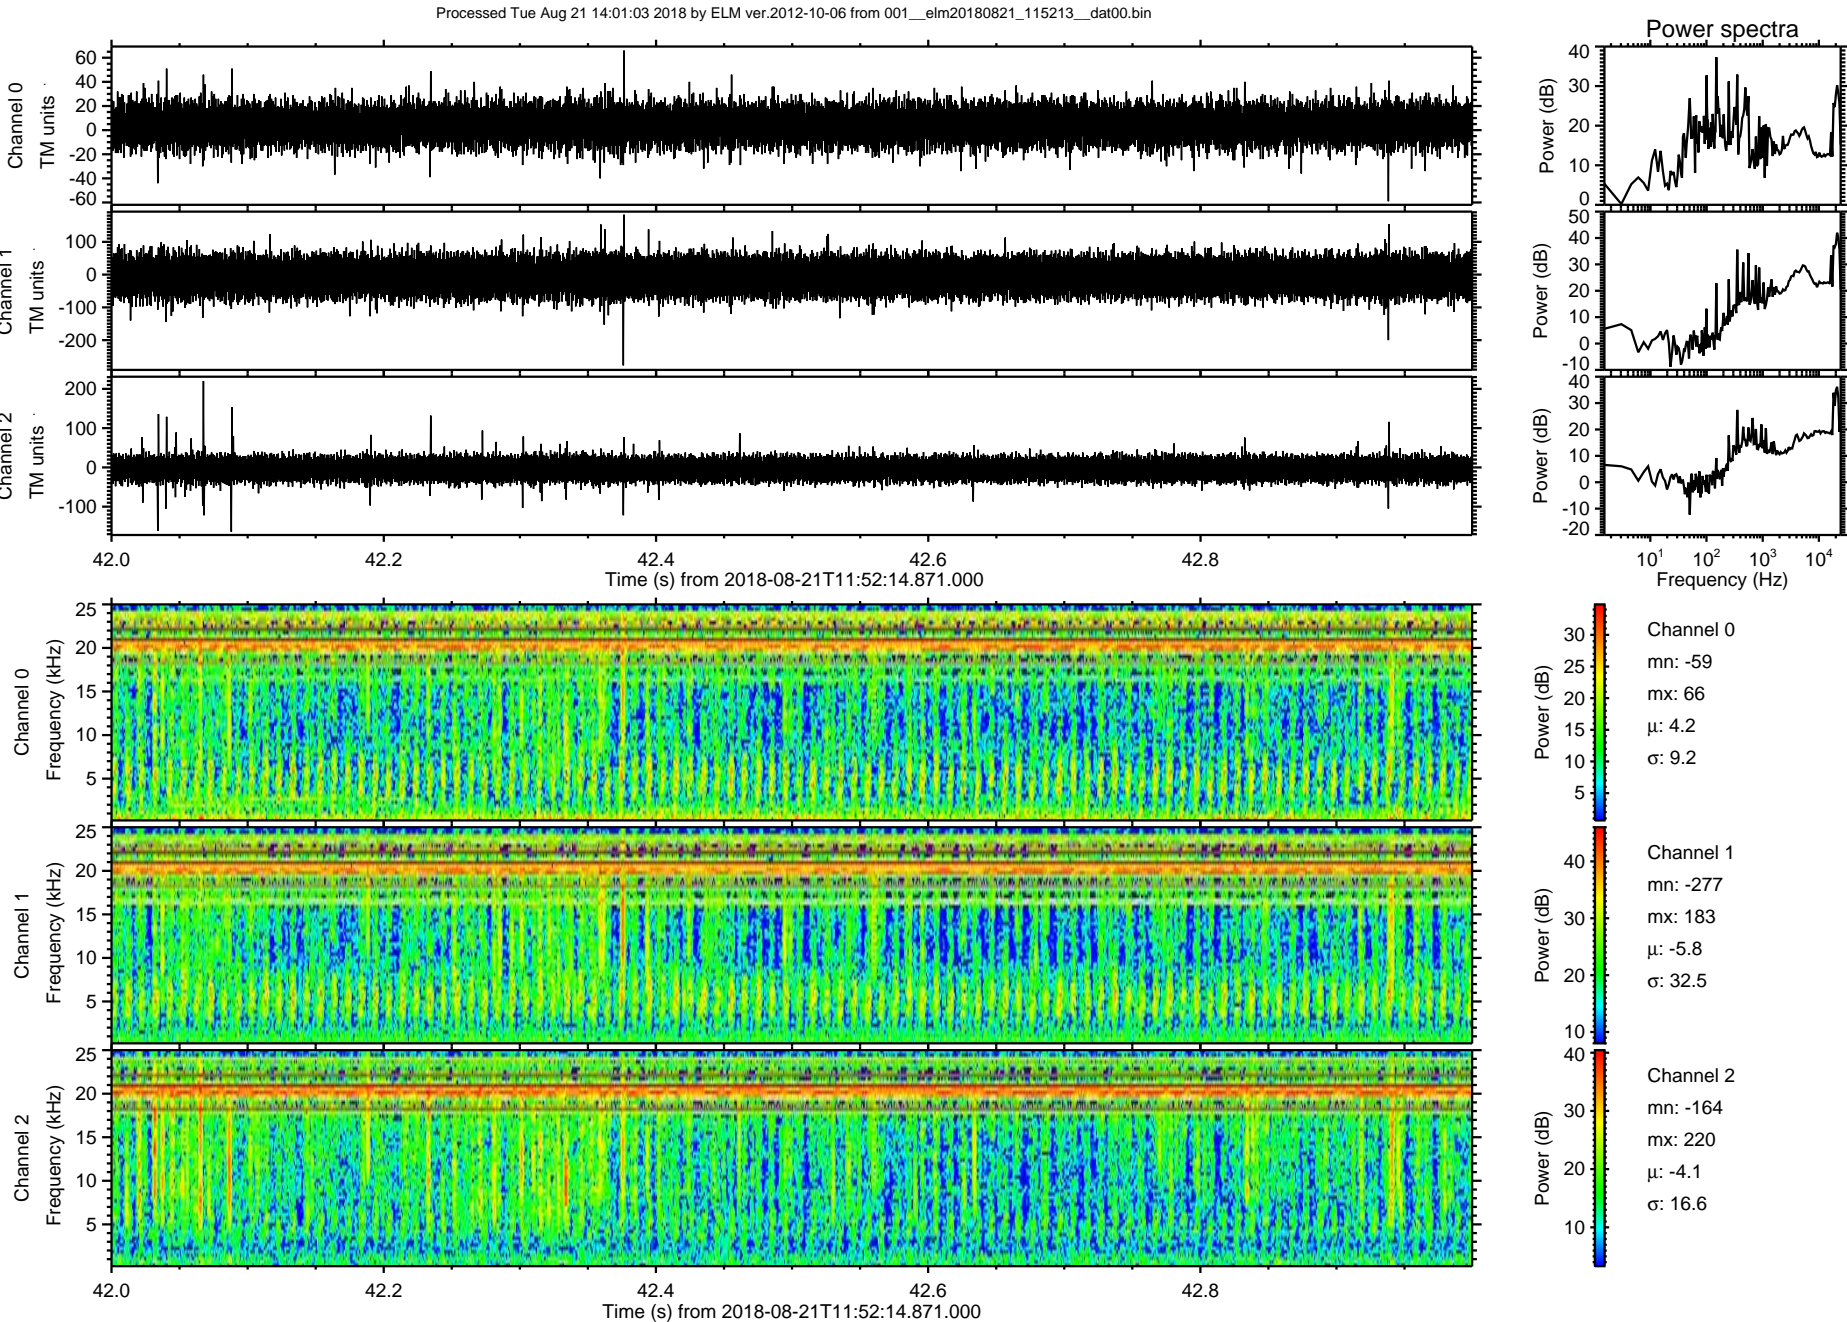 Processed Tue Aug 21 14:01:03 2018 by ELM ver.2012-10-06 from 001__elm20180821_115213__dat00.bin
Power spectra
Channel 0
TM units
60
40
20
0
-20
-40
-60
Power (dB)
40
30
20
10
0
Channel 1
TM units
100
0
-100
-200
Power (dB)
50
40
30
20
10
0
-10
Channel 2
TM units
200
100
0
-100
Power (dB)
40
30
20
10
0
-10
-20
42.0 42.2 42.4 42.6 42.8
Time (s) from 2018-08-21T11:52:14.871.000
10¹ 10² 10³ 10⁴
Frequency (Hz)
Channel 0
Frequency (kHz)
25
20
15
10
5
Power (dB)
30
25
20
15
10
5
Channel 0
mn: -59
mx: 66
μ: 4.2
σ: 9.2
Channel 1
Frequency (kHz)
25
20
15
10
5
Power (dB)
40
30
20
10
Channel 1
mn: -277
mx: 183
μ: -5.8
σ: 32.5
Channel 2
Frequency (kHz)
25
20
15
10
5
Power (dB)
40
30
20
10
Channel 2
mn: -164
mx: 220
μ: -4.1
σ: 16.6
42.0 42.2 42.4 42.6 42.8
Time (s) from 2018-08-21T11:52:14.871.000